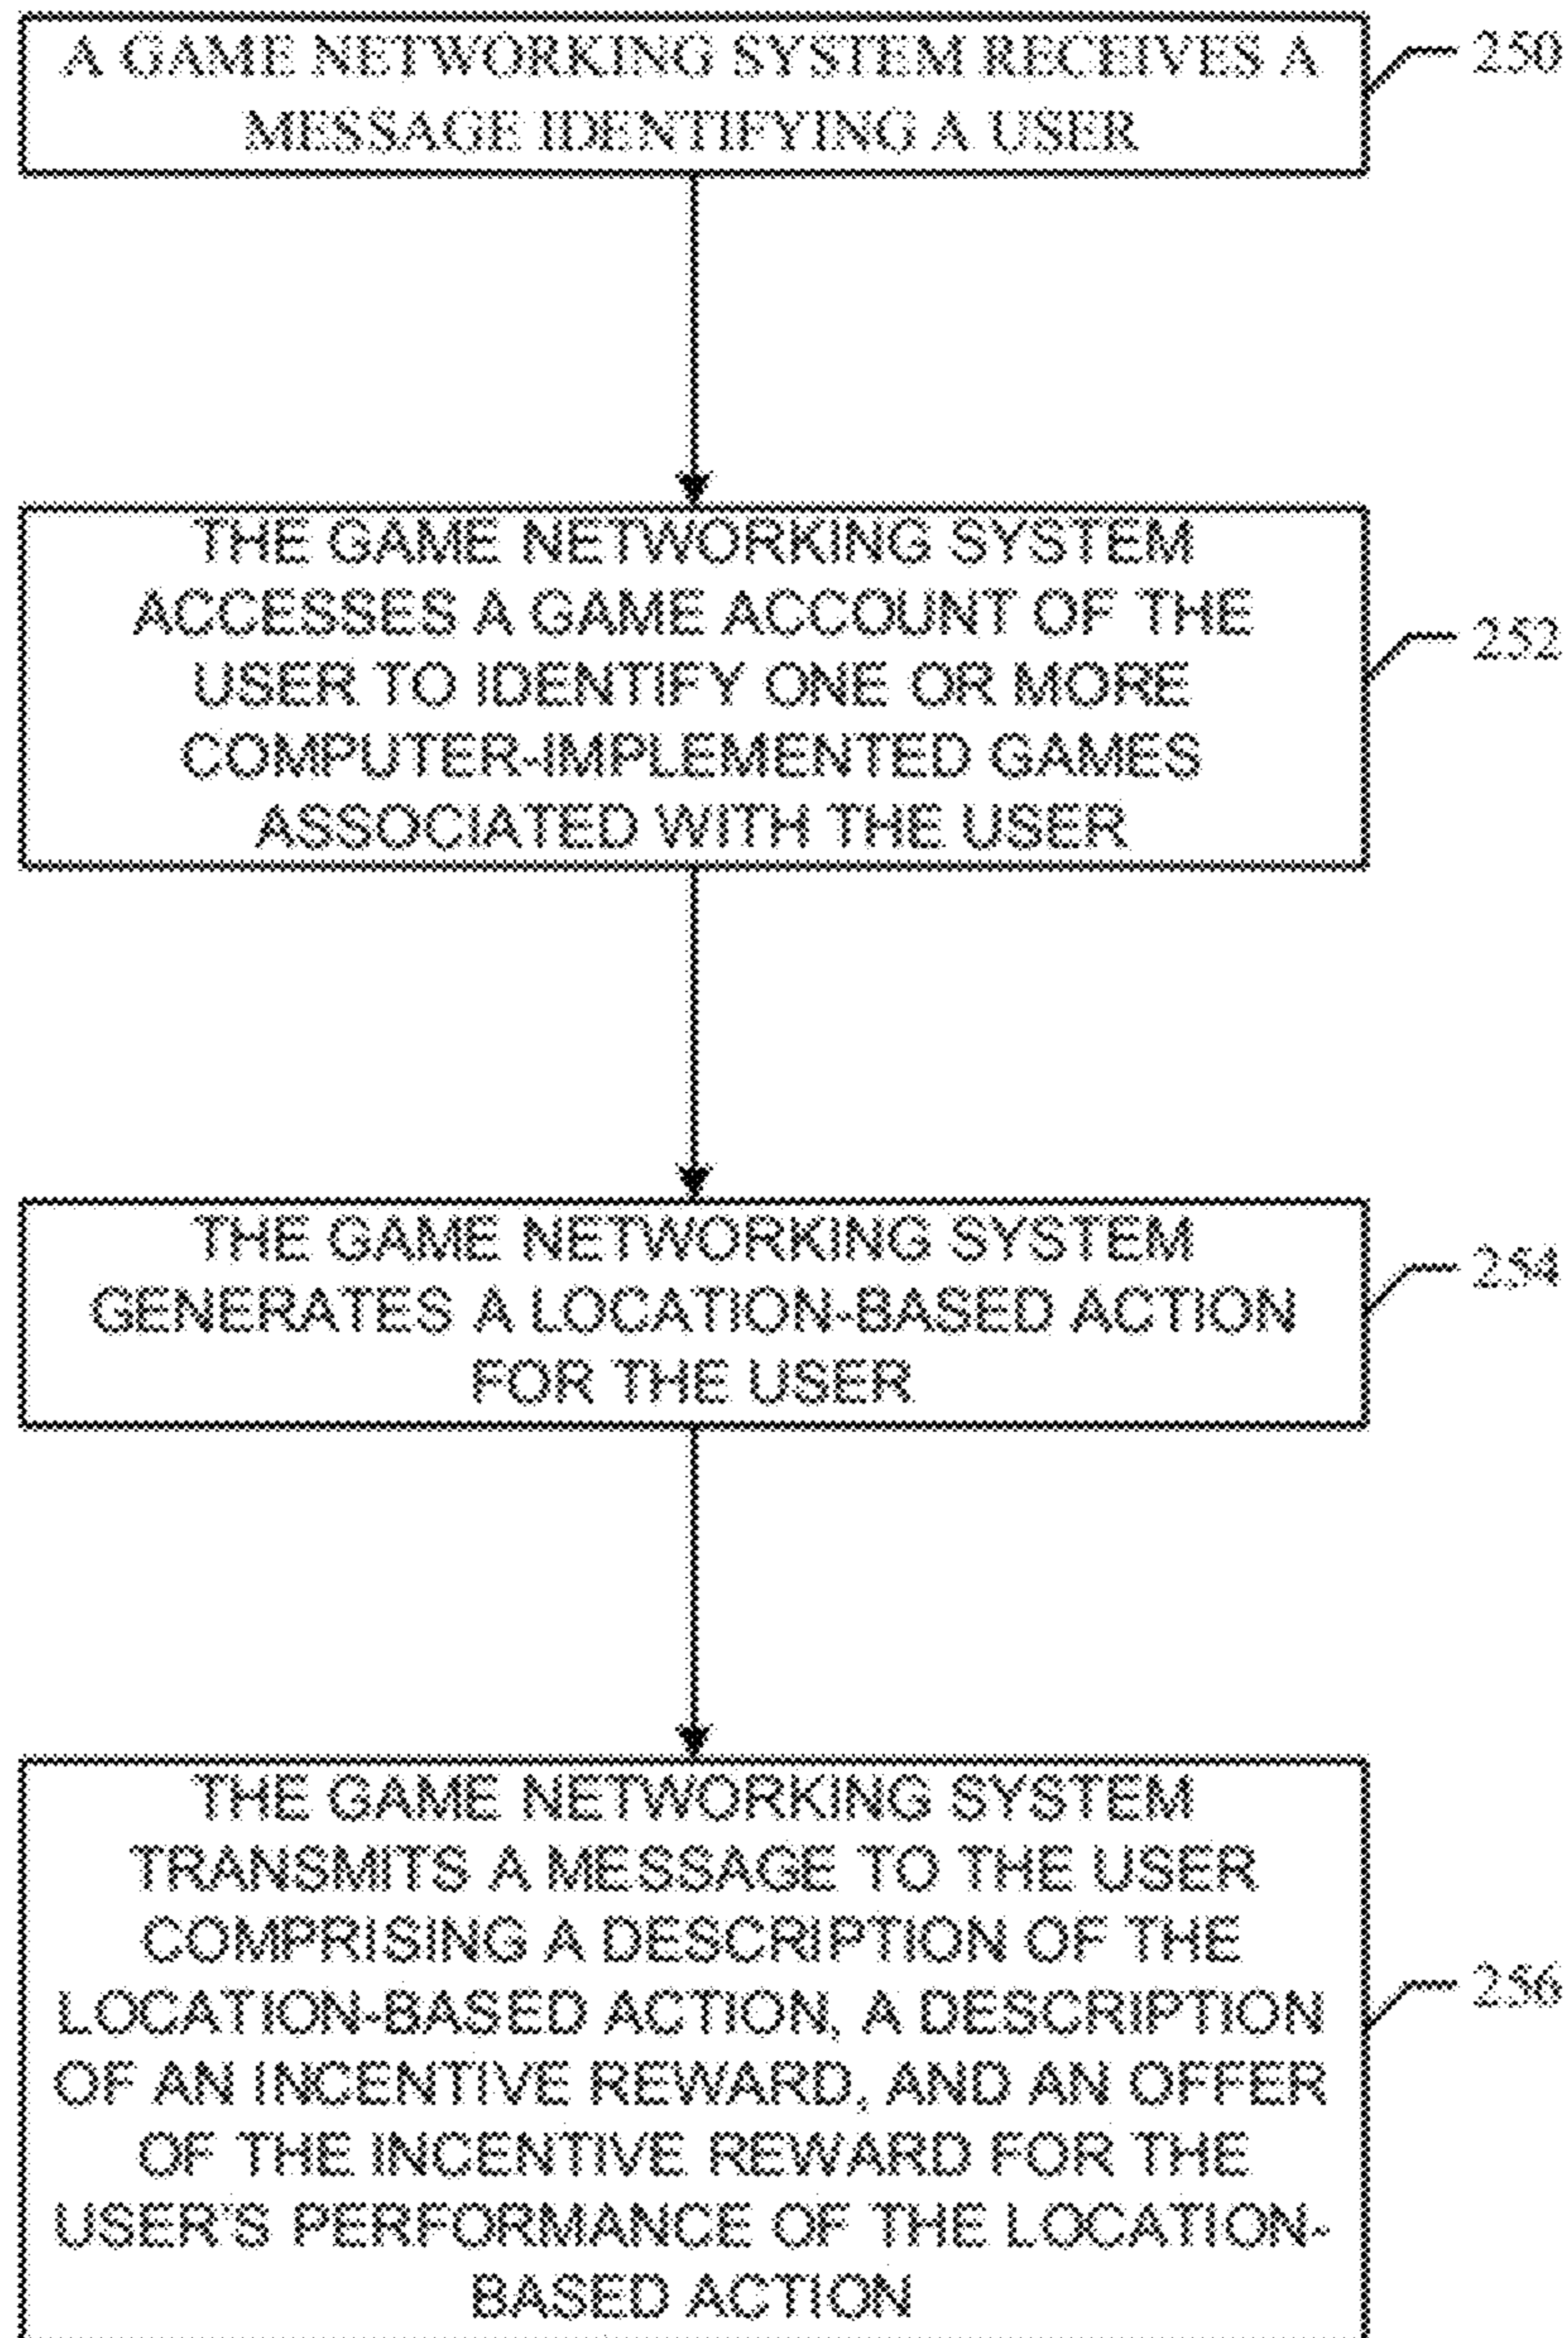 A GAME NETWORKING SYSTEM RECEIVES A
MESSAGE IDENTIFYING A USER
250
THE GAME NETWORKING SYSTEM
ACCESSES A GAME ACCOUNT OF THE
USER TO IDENTIFY ONE OR MORE
COMPUTER-IMPLEMENTED GAMES
ASSOCIATED WITH THE USER
252
THE GAME NETWORKING SYSTEM
GENERATES A LOCATION-BASED ACTION
FOR THE USER
254
THE GAME NETWORKING SYSTEM
TRANSMITS A MESSAGE TO THE USER
COMPRISING A DESCRIPTION OF THE
LOCATION-BASED ACTION, A DESCRIPTION
OF AN INCENTIVE REWARD, AND AN OFFER
OF THE INCENTIVE REWARD FOR THE
USER'S PERFORMANCE OF THE LOCATION-
BASED ACTION
256